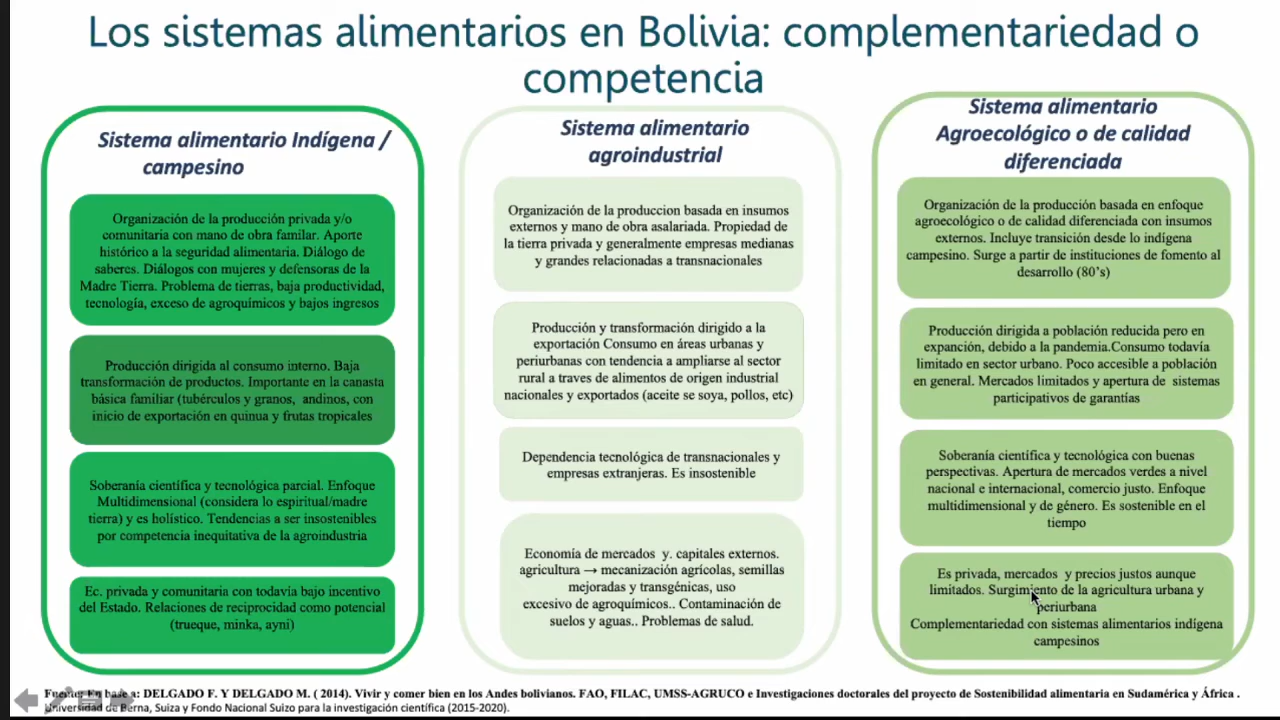 Los sistemas alimentarios en Bolivia: complementariedad o
competencia
Sistema alimentario Indígena /
campesino
Organización de la producción privada y/o
comunitaria con mano de obra familar. Aporte
histórico a la seguridad alimentaria. Diálogo de
saberes. Diálogos con mujeres y defensoras de la
Madre Tierra. Problema de tierras, baja productividad,
tecnología, exceso de agroquímicos y bajos ingresos
Producción dirigida al consumo interno. Baja
transformación de productos. Importante en la canasta
básica familiar (tubérculos y granos, andinos, con
inicio de exportación en quinua y frutas tropicales
Soberanía científica y tecnológica parcial. Enfoque
Multidimensional (considera lo espiritual/madre
tierra) y es holístico. Tendencias a ser insostenibles
por competencia inequitativa de la agroindustria
Ec. privada y comunitaria con todavía bajo incentivo
del Estado. Relaciones de reciprocidad como potencial
(trueque, minka, ayni)
Sistema alimentario
agroindustrial
Organización de la produccion basada en insumos
externos y mano de obra asalariada. Propiedad de
la tierra privada y generalmente empresas medianas
y grandes relacionadas a transnacionales
Producción y transformación dirigido a la
exportación Consumo en áreas urbanas y
periurbanas con tendencia a ampliarse al sector
rural a traves de alimentos de origen industrial
nacionales y exportados (aceite se soya, pollos, etc)
Dependencia tecnológica de transnacionales y
empresas extranjeras. Es insostenible
Economía de mercados y. capitales externos.
agricultura → mecanización agrícolas, semillas
mejoradas y transgénicas, uso
excesivo de agroquímicos.. Contaminación de
suelos y aguas.. Problemas de salud.
Sistema alimentario
Agroecológico o de calidad
diferenciada
Organización de la producción basada en enfoque
agroecológico o de calidad diferenciada con insumos
externos. Incluye transición desde lo indígena
campesino. Surge a partir de instituciones de fomento al
desarrollo (80's)
Producción dirigida a población reducida pero en
expanción, debido a la pandemia.Consumo todavía
limitado en sector urbano. Poco accesible a población
en general. Mercados limitados y apertura de sistemas
participativos de garantías
Soberanía científica y tecnológica con buenas
perspectivas. Apertura de mercados verdes a nivel
nacional e internacional, comercio justo. Enfoque
multidimensional y de género. Es sostenible en el
tiempo
Es privada, mercados y precios justos aunque
limitados. Surgimiento de la agricultura urbana y
periurbana
Complementariedad con sistemas alimentarios indígena
campesinos
Fuente: En base a: DELGADO F. Y DELGADO M. ( 2014). Vivir y comer bien en los Andes bolivianos. FAO, FILAC, UMSS-AGRUCO e Investigaciones doctorales del proyecto de Sostenibilidad alimentaria en Sudamérica y África .
Universidad de Berna, Suiza y Fondo Nacional Suizo para la investigación científica (2015-2020).